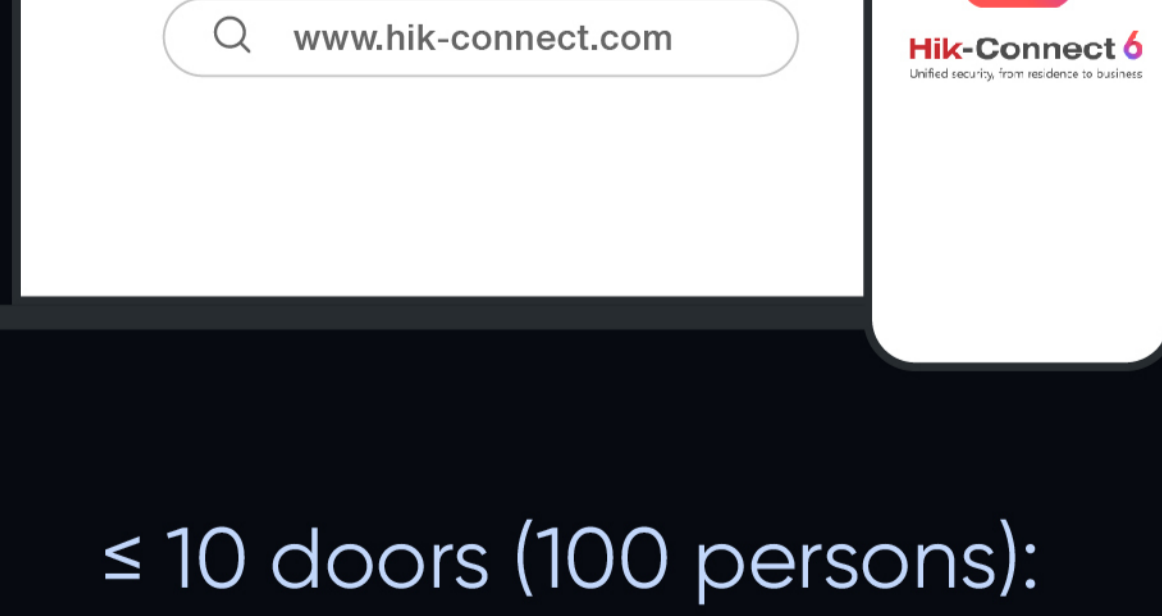 www.hik-connect.com
Hik-Connect 6
Unified security, from residence to business
≤ 10 doors (100 persons):